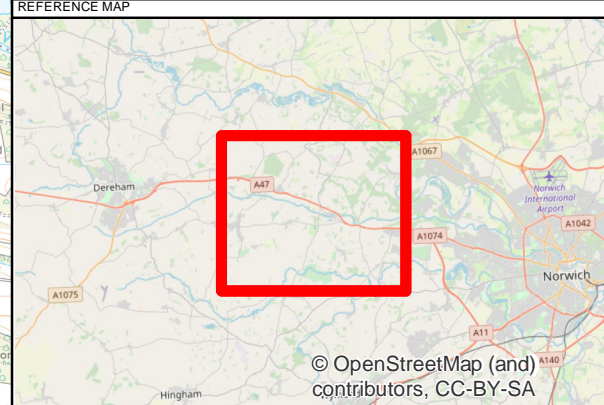 REFERENCE MAP
A1067
Dereham
A47
Norwich
International
Airport
A1042
A1074
Norwich
A1075
A11
© OpenStreetMap (and)
A140
contributors, CC-BY-SA
Hingham